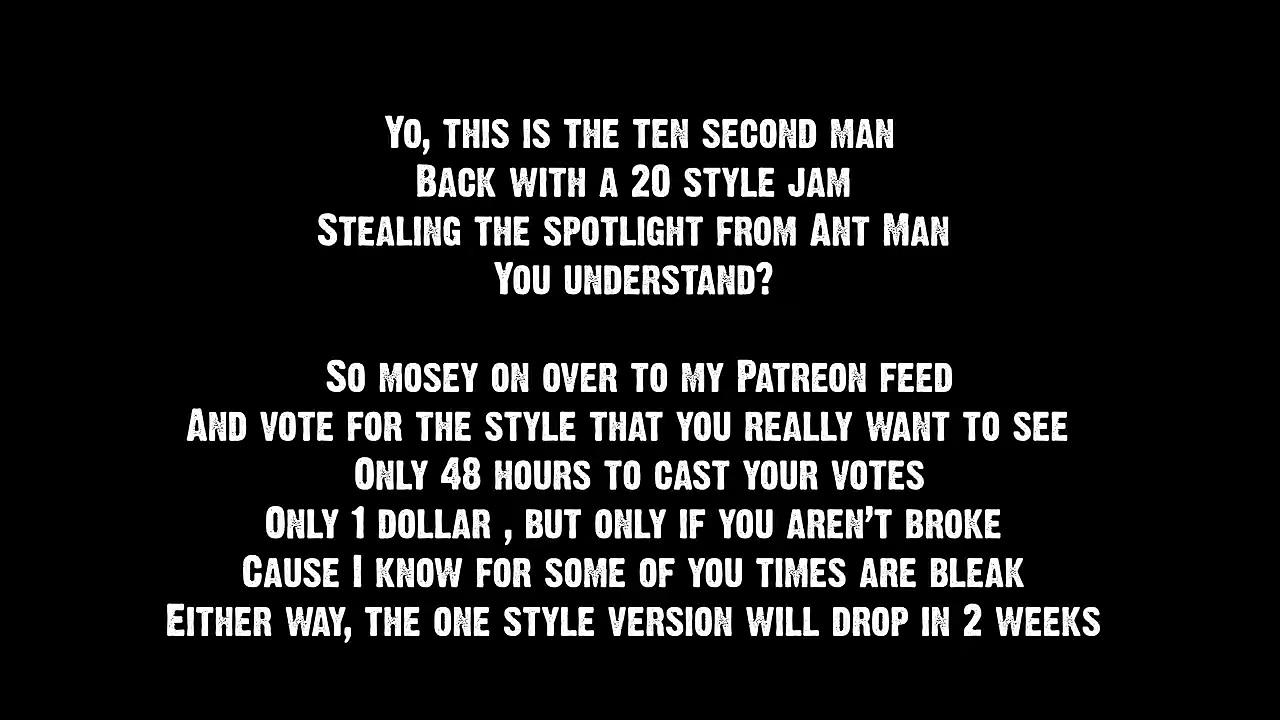 Yo, this is the ten second man
Back with a 20 style jam
Stealing the spotlight from Ant Man
You understand?
So mosey on over to my Patreon feed
And vote for the style that you really want to see
Only 48 hours to cast your votes
Only 1 dollar , but only if you aren’t broke
Cause I know for some of you times are bleak
Either way, the one style version will drop in 2 weeks